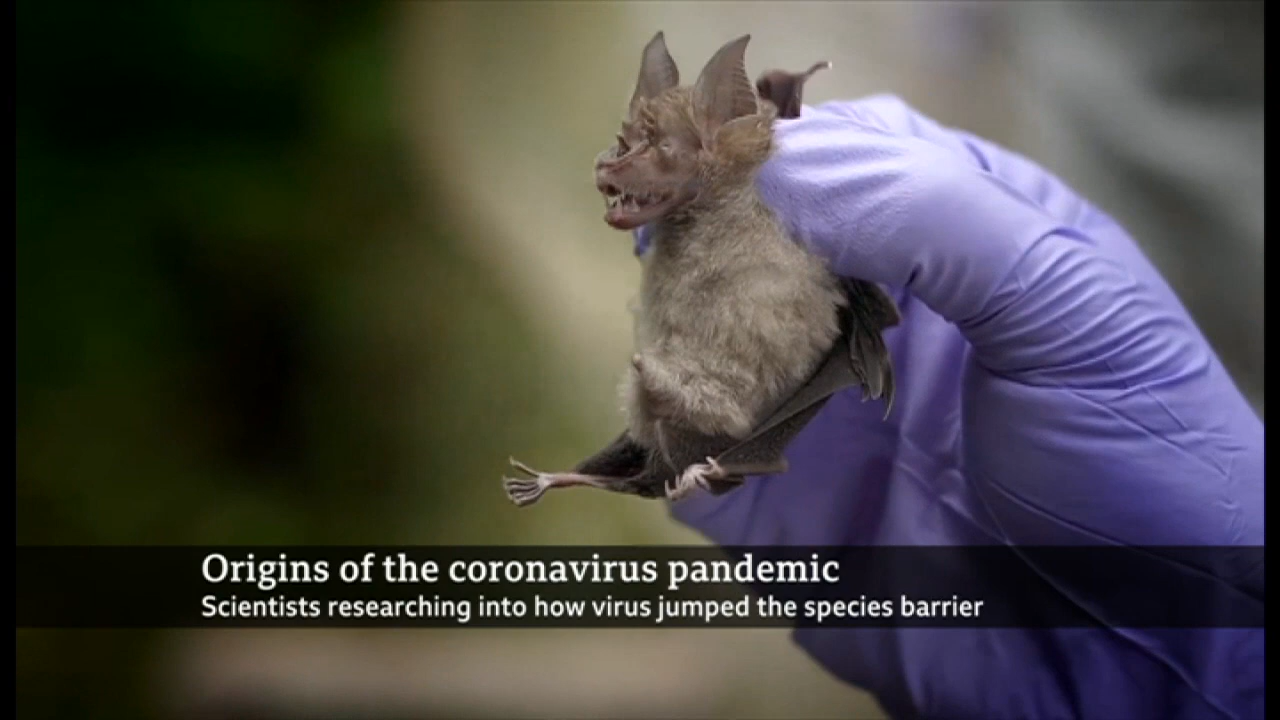 Origins of the coronavirus pandemic
Scientists researching into how virus jumped the species barrier